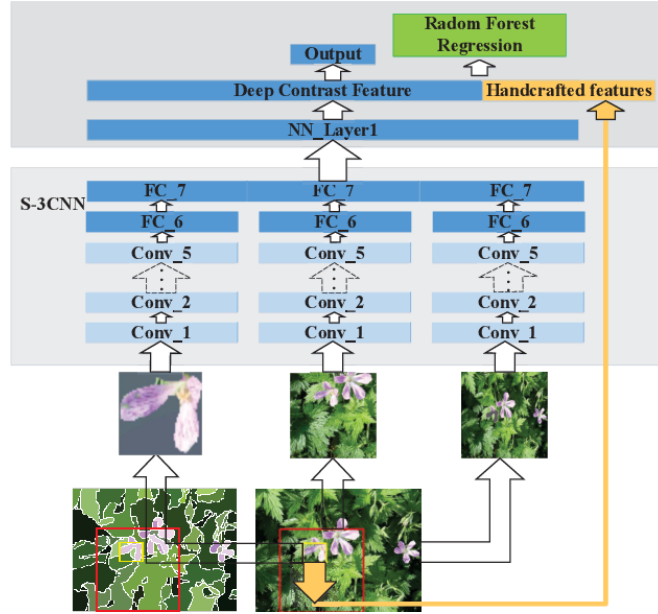 Radom Forest
Regression
Output
Deep Contrast Feature
Handcrafted features
NN_Layer1
S-3CNN
FC_7 FC_7 FC_7
FC_6 FC_6 FC_6
Conv_5 Conv_5 Conv_5
Conv_2 Conv_2 Conv_2
Conv_1 Conv_1 Conv_1